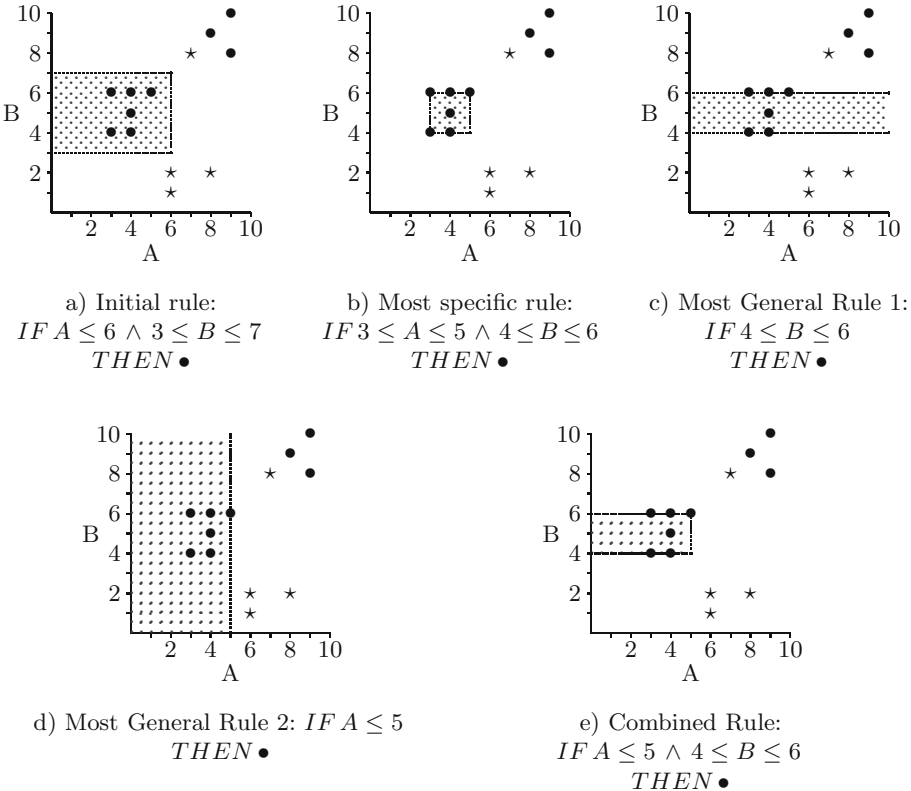 10 8 6 4 2
B
2 4 6 8 10
A
a) Initial rule:
IF A ≤ 6 ∧ 3 ≤ B ≤ 7
THEN ●
10 8 6 4 2
B
2 4 6 8 10
A
b) Most specific rule:
IF 3 ≤ A ≤ 5 ∧ 4 ≤ B ≤ 6
THEN ●
10 8 6 4 2
B
2 4 6 8 10
A
c) Most General Rule 1:
IF 4 ≤ B ≤ 6
THEN ●
10 8 6 4 2
B
2 4 6 8 10
A
d) Most General Rule 2: IF A ≤ 5
THEN ●
10 8 6 4 2
B
2 4 6 8 10
A
e) Combined Rule:
IF A ≤ 5 ∧ 4 ≤ B ≤ 6
THEN ●